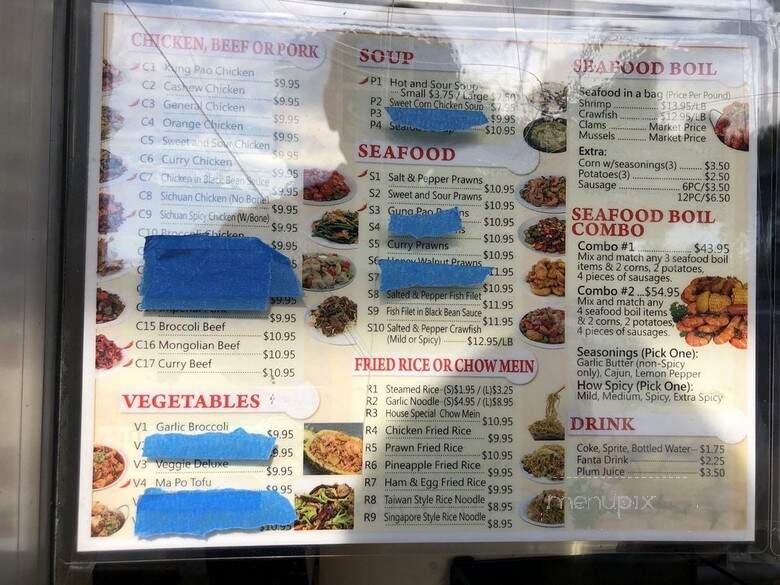 CHICKEN, BEEF OR PORK
C1 Kung Pao Chicken $9.95
C2 Cashew Chicken $9.95
C3 General Chicken $9.95
C4 Orange Chicken $9.95
C5 Sweet and Sour Chicken $9.95
C6 Curry Chicken $9.95
C7 Chicken in Black Bean Sauce $9.95
C8 Sichuan Chicken (No Bone) $9.95
C9 Sichuan Spicy Chicken (W/Bone) $9.95
C10 Broccoli Chicken $9.95
$9.95
C15 Broccoli Beef $10.95
C16 Mongolian Beef $10.95
C17 Curry Beef $10.95
VEGETABLES
V1 Garlic Broccoli $9.95
$9.95
V3 Veggie Deluxe $9.95
V4 Ma Po Tofu $9.95
$10.95
SOUP
P1 Hot and Sour Soup
Small $3.75 / Large $7.50
P2 Sweet Corn Chicken Soup
P3 $9.95
P4 $10.95
SEAFOOD
S1 Salt & Pepper Prawns $10.95
S2 Sweet and Sour Prawns $10.95
S3 Gung Pao $10.95
S4 $10.95
S5 Curry Prawns $10.95
Honey Walnut Prawns
S7
S8 Salted & Pepper Fish Filet $11.95
S9 Fish Filet in Black Bean Sauce $11.95
S10 Salted & Pepper Crawfish
(Mild or Spicy) $12.95/LB
FRIED RICE OR CHOW MEIN
R1 Steamed Rice (S)$1.95 / (L)$3.25
R2 Garlic Noodle (S)$4.95 / (L)$8.95
R3 House Special Chow Mein $10.95
R4 Chicken Fried Rice $9.95
R5 Prawn Fried Rice $10.95
R6 Pineapple Fried Rice $9.95
R7 Ham & Egg Fried Rice $9.95
R8 Taiwan Style Rice Noodle $8.95
R9 Singapore Style Rice Noodle $8.95
SEAFOOD BOIL
Seafood in a bag (Price Per Pound)
Shrimp $13.95/LB
Crawfish $12.95/LB
Clams Market Price
Mussels Market Price
Extra:
Corn w/seasonings(3) $3.50
Potatoes(3) $2.50
Sausage 6PC/$3.50
12PC/$6.50
SEAFOOD BOIL
COMBO
Combo #1 $43.95
Mix and match any 3 seafood boil
items & 2 corns, 2 potatoes,
4 pieces of sausages.
Combo #2 ...$54.95
Mix and match any
4 seafood boil items
& 2 corns, 2 potatoes,
4 pieces of sausages.
Seasonings (Pick One):
Garlic Butter (non-Spicy
only), Cajun, Lemon Pepper
How Spicy (Pick One):
Mild, Medium, Spicy, Extra Spicy
DRINK
Coke, Sprite, Bottled Water $1.75
Fanta Drink $2.25
Plum Juice $3.50
menupix